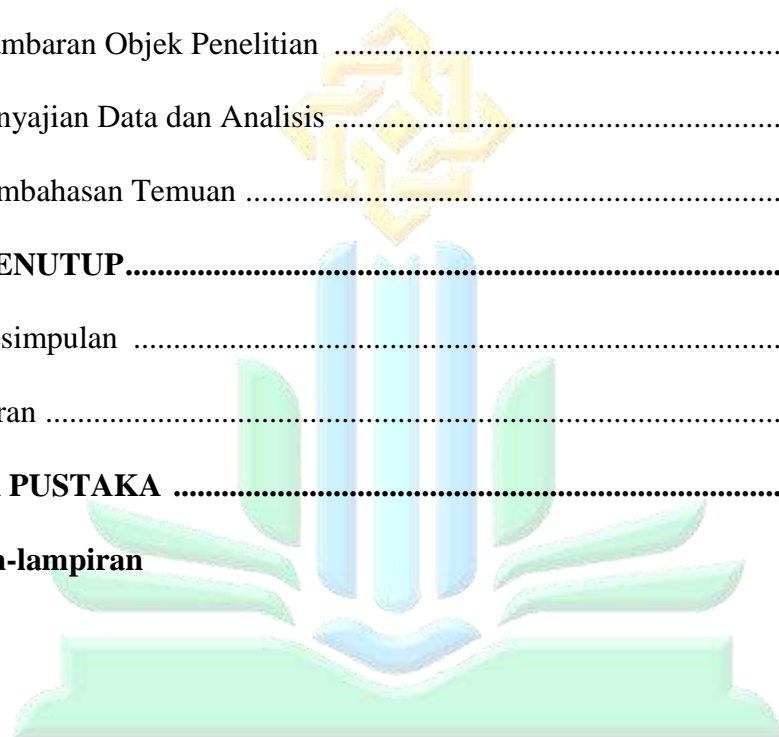 mbaran Objek Penelitian ........................................................
nyajian Data dan Analisis ........................................................
mbahasan Temuan ...................................................................
ENUTUP..................................................................................
simpulan .................................................................................
ran ............................................................................................
PUSTAKA ............................................................................
n-lampiran